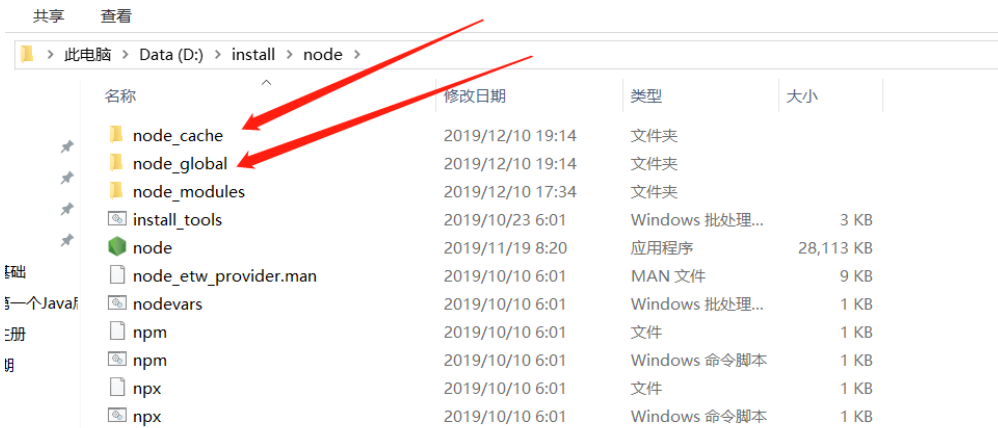 共享 查看
此电脑 > Data (D:) > install > node >
名称 修改日期 类型 大小
node_cache 2019/12/10 19:14 文件夹
node_global 2019/12/10 19:14 文件夹
node_modules 2019/12/10 17:34 文件夹
install_tools 2019/10/23 6:01 Windows 批处理... 3 KB
node 2019/11/19 8:20 应用程序 28,113 KB
node_etw_provider.man 2019/10/10 6:01 MAN 文件 9 KB
基础
nodevars 2019/10/10 6:01 Windows 批处理... 1 KB
第一个Java
npm 2019/10/10 6:01 文件 1 KB
注册
npm 2019/10/10 6:01 Windows 命令脚本 1 KB
期
npx 2019/10/10 6:01 文件 1 KB
npx 2019/10/10 6:01 Windows 命令脚本 1 KB